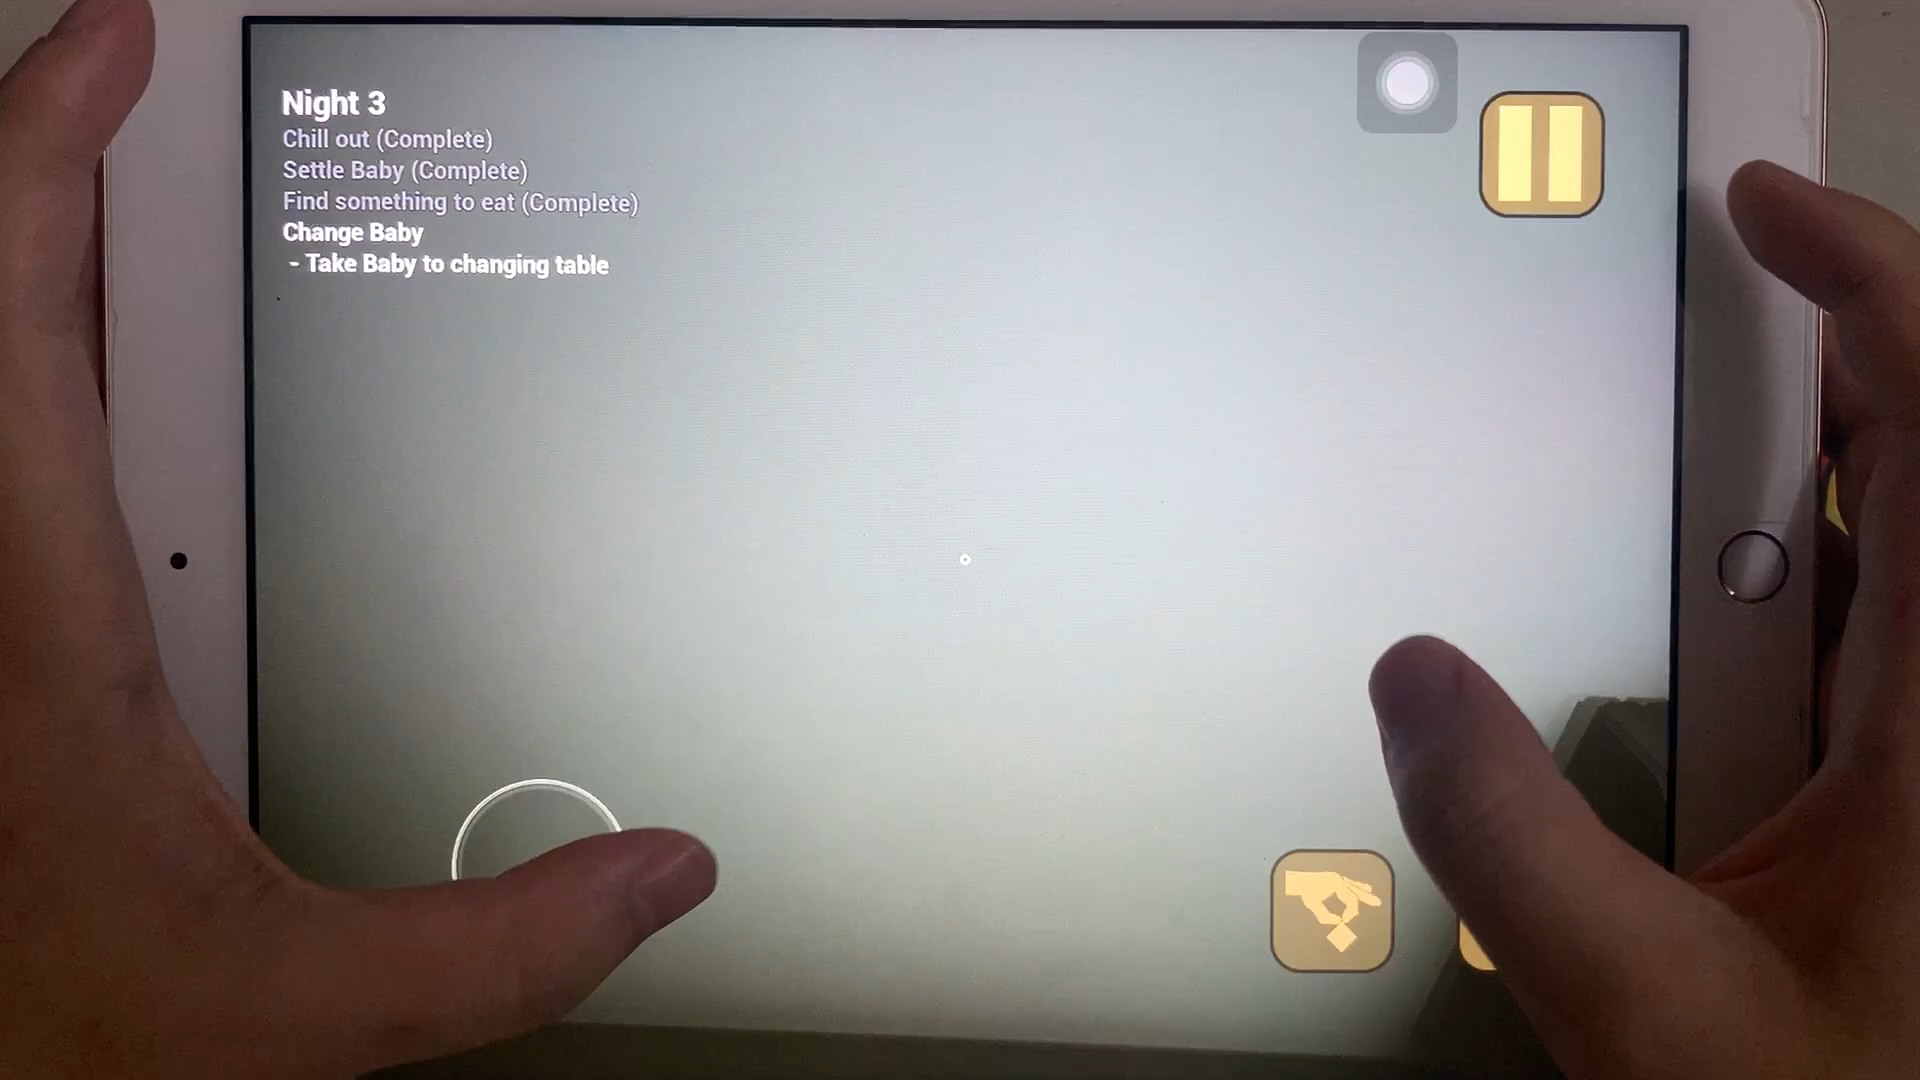 Night 3
Chill out (Complete)
Settle Baby (Complete)
Find something to eat (Complete)
Change Baby
- Take Baby to changing table